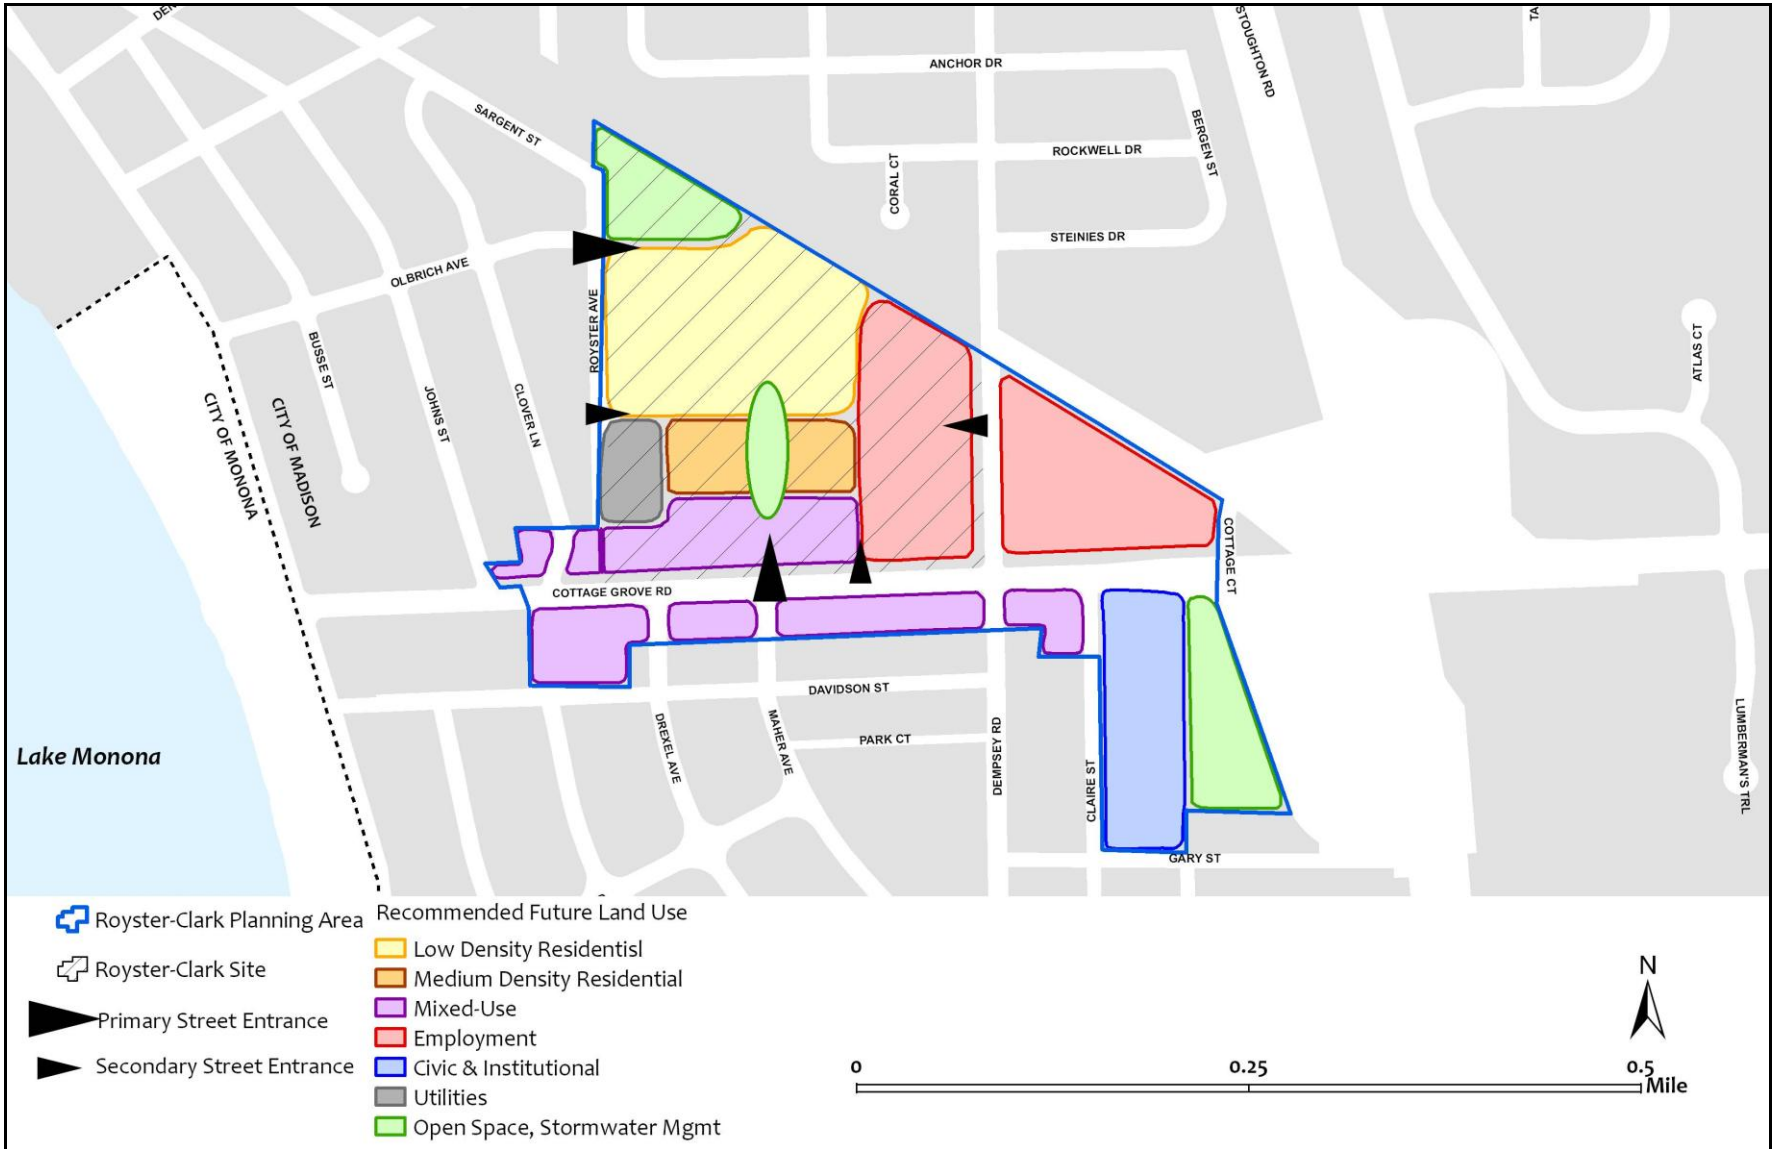 DEN
SARGENT ST
ANCHOR DR
STOUGHTON RD
TA
ROCKWELL DR
BERGEN ST
CORAL CT
STEINIES DR
OLBRICH AVE
ROYSTER AVE
BUSSE ST
JOHNS ST
CLOVER LN
ATLAS CT
CITY OF MONONA
CITY OF MADISON
COTTAGE CT
COTTAGE GROVE RD
DAVIDSON ST
DREXEL AVE
MAHER AVE
PARK CT
DEMPSEY RD
CLAIRE ST
LUMBERMAN'S TRL
GARY ST
Lake Monona
Royster-Clark Planning Area
Royster-Clark Site
Primary Street Entrance
Secondary Street Entrance
Recommended Future Land Use
Low Density Residentisl
Medium Density Residential
Mixed-Use
Employment
Civic & Institutional
Utilities
Open Space, Stormwater Mgmt
N
0 0.25 0.5
Mile